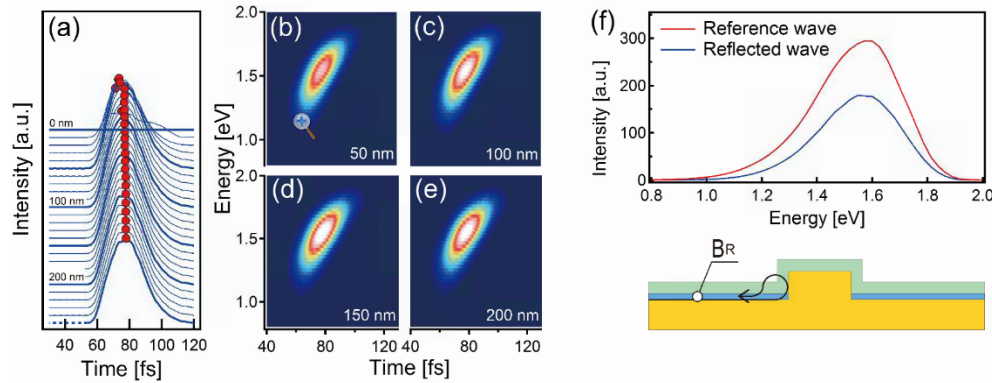 (a)
Intensity [a.u.]
0 nm
100 nm
200 nm
40 60 80 100 120
Time [fs]
Energy [eV]
2.0
1.5
1.0
2.0
1.5
1.0
(b)
50 nm
(c)
100 nm
(d)
150 nm
(e)
200 nm
40 80 120
40 80 120
Time [fs]
(f)
Intensity [a.u.]
300
200
100
0
Reference wave
Reflected wave
0.8 1.0 1.2 1.4 1.6 1.8 2.0
Energy [eV]
BR